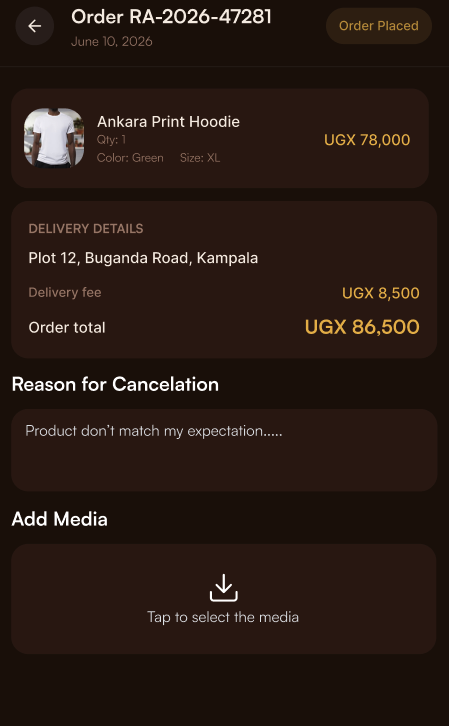 Order RA-2026-47281
June 10, 2026
Order Placed
Ankara Print Hoodie
Qty: 1
Color: Green Size: XL
UGX 78,000
DELIVERY DETAILS
Plot 12, Buganda Road, Kampala
Delivery fee UGX 8,500
Order total UGX 86,500
Reason for Cancelation
Product don't match my expectation.....
Add Media
Tap to select the media